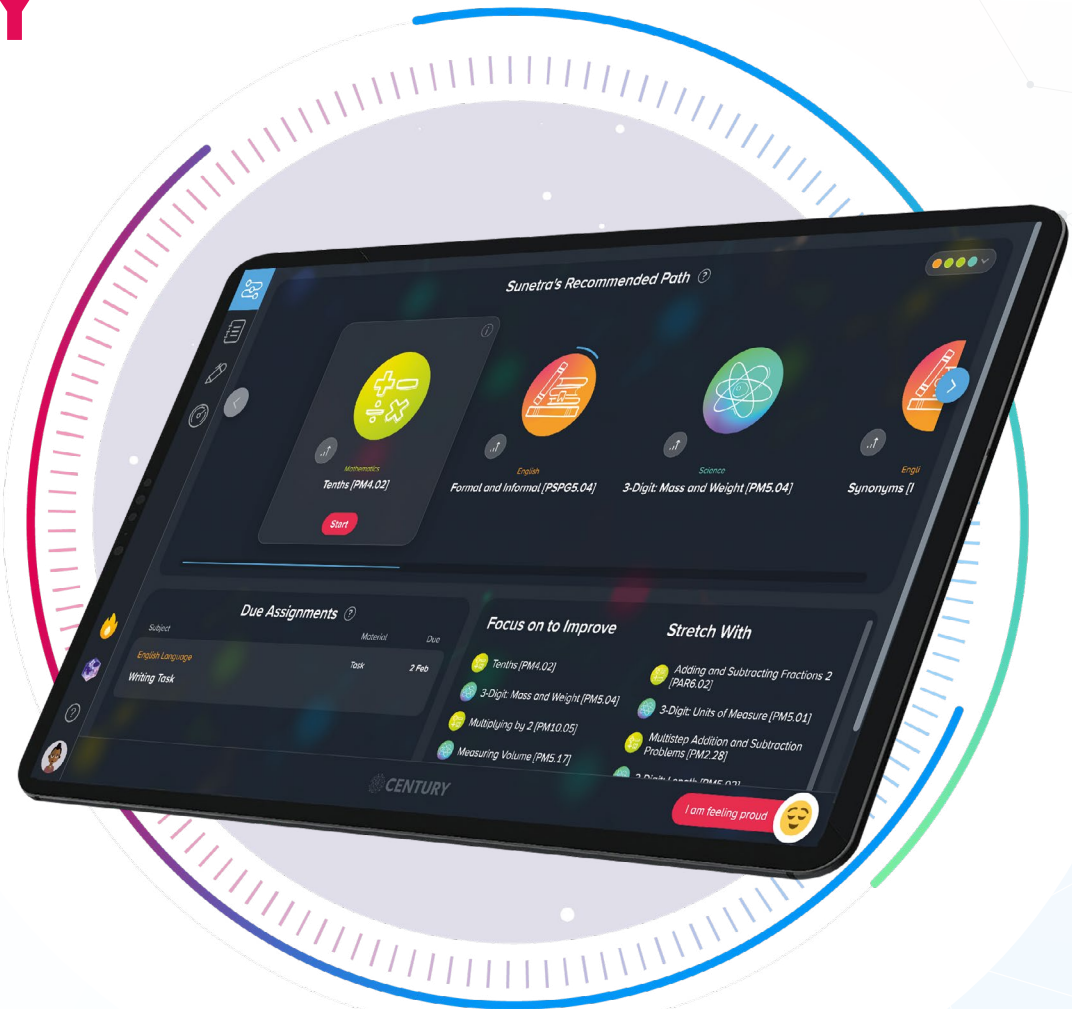 Y
Sunetra's Recommended Path
Mathematics
Tenths [PM4.02]
Start
English
Formal and Informal [PSPG5.04]
Science
3-Digit: Mass and Weight [PM5.04]
Engli
Synonyms [
Due Assignments
Subject Material Due
English Language Task 2 Feb
Writing Task
Focus on to Improve
Tenths [PM4.02]
3-Digit: Mass and Weight [PM5.04]
Multiplying by 2 [PM10.05]
Measuring Volume [PM5.17]
Stretch With
Adding and Subtracting Fractions 2
[PAR6.02]
3-Digit: Units of Measure [PM5.01]
Multistep Addition and Subtraction
Problems [PM2.28]
CENTURY
I am feeling proud